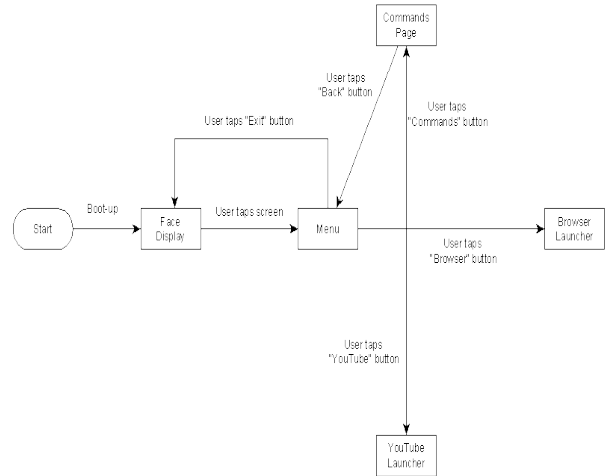 Commands
Page
User taps
"Back" button
User taps
"Commands" button
User taps "Exit" button
Boot-up
User taps screen
Start
Face
Display
Menu
Browser
Launcher
User taps
"Browser" button
User taps
"YouTube" button
YouTube
Launcher